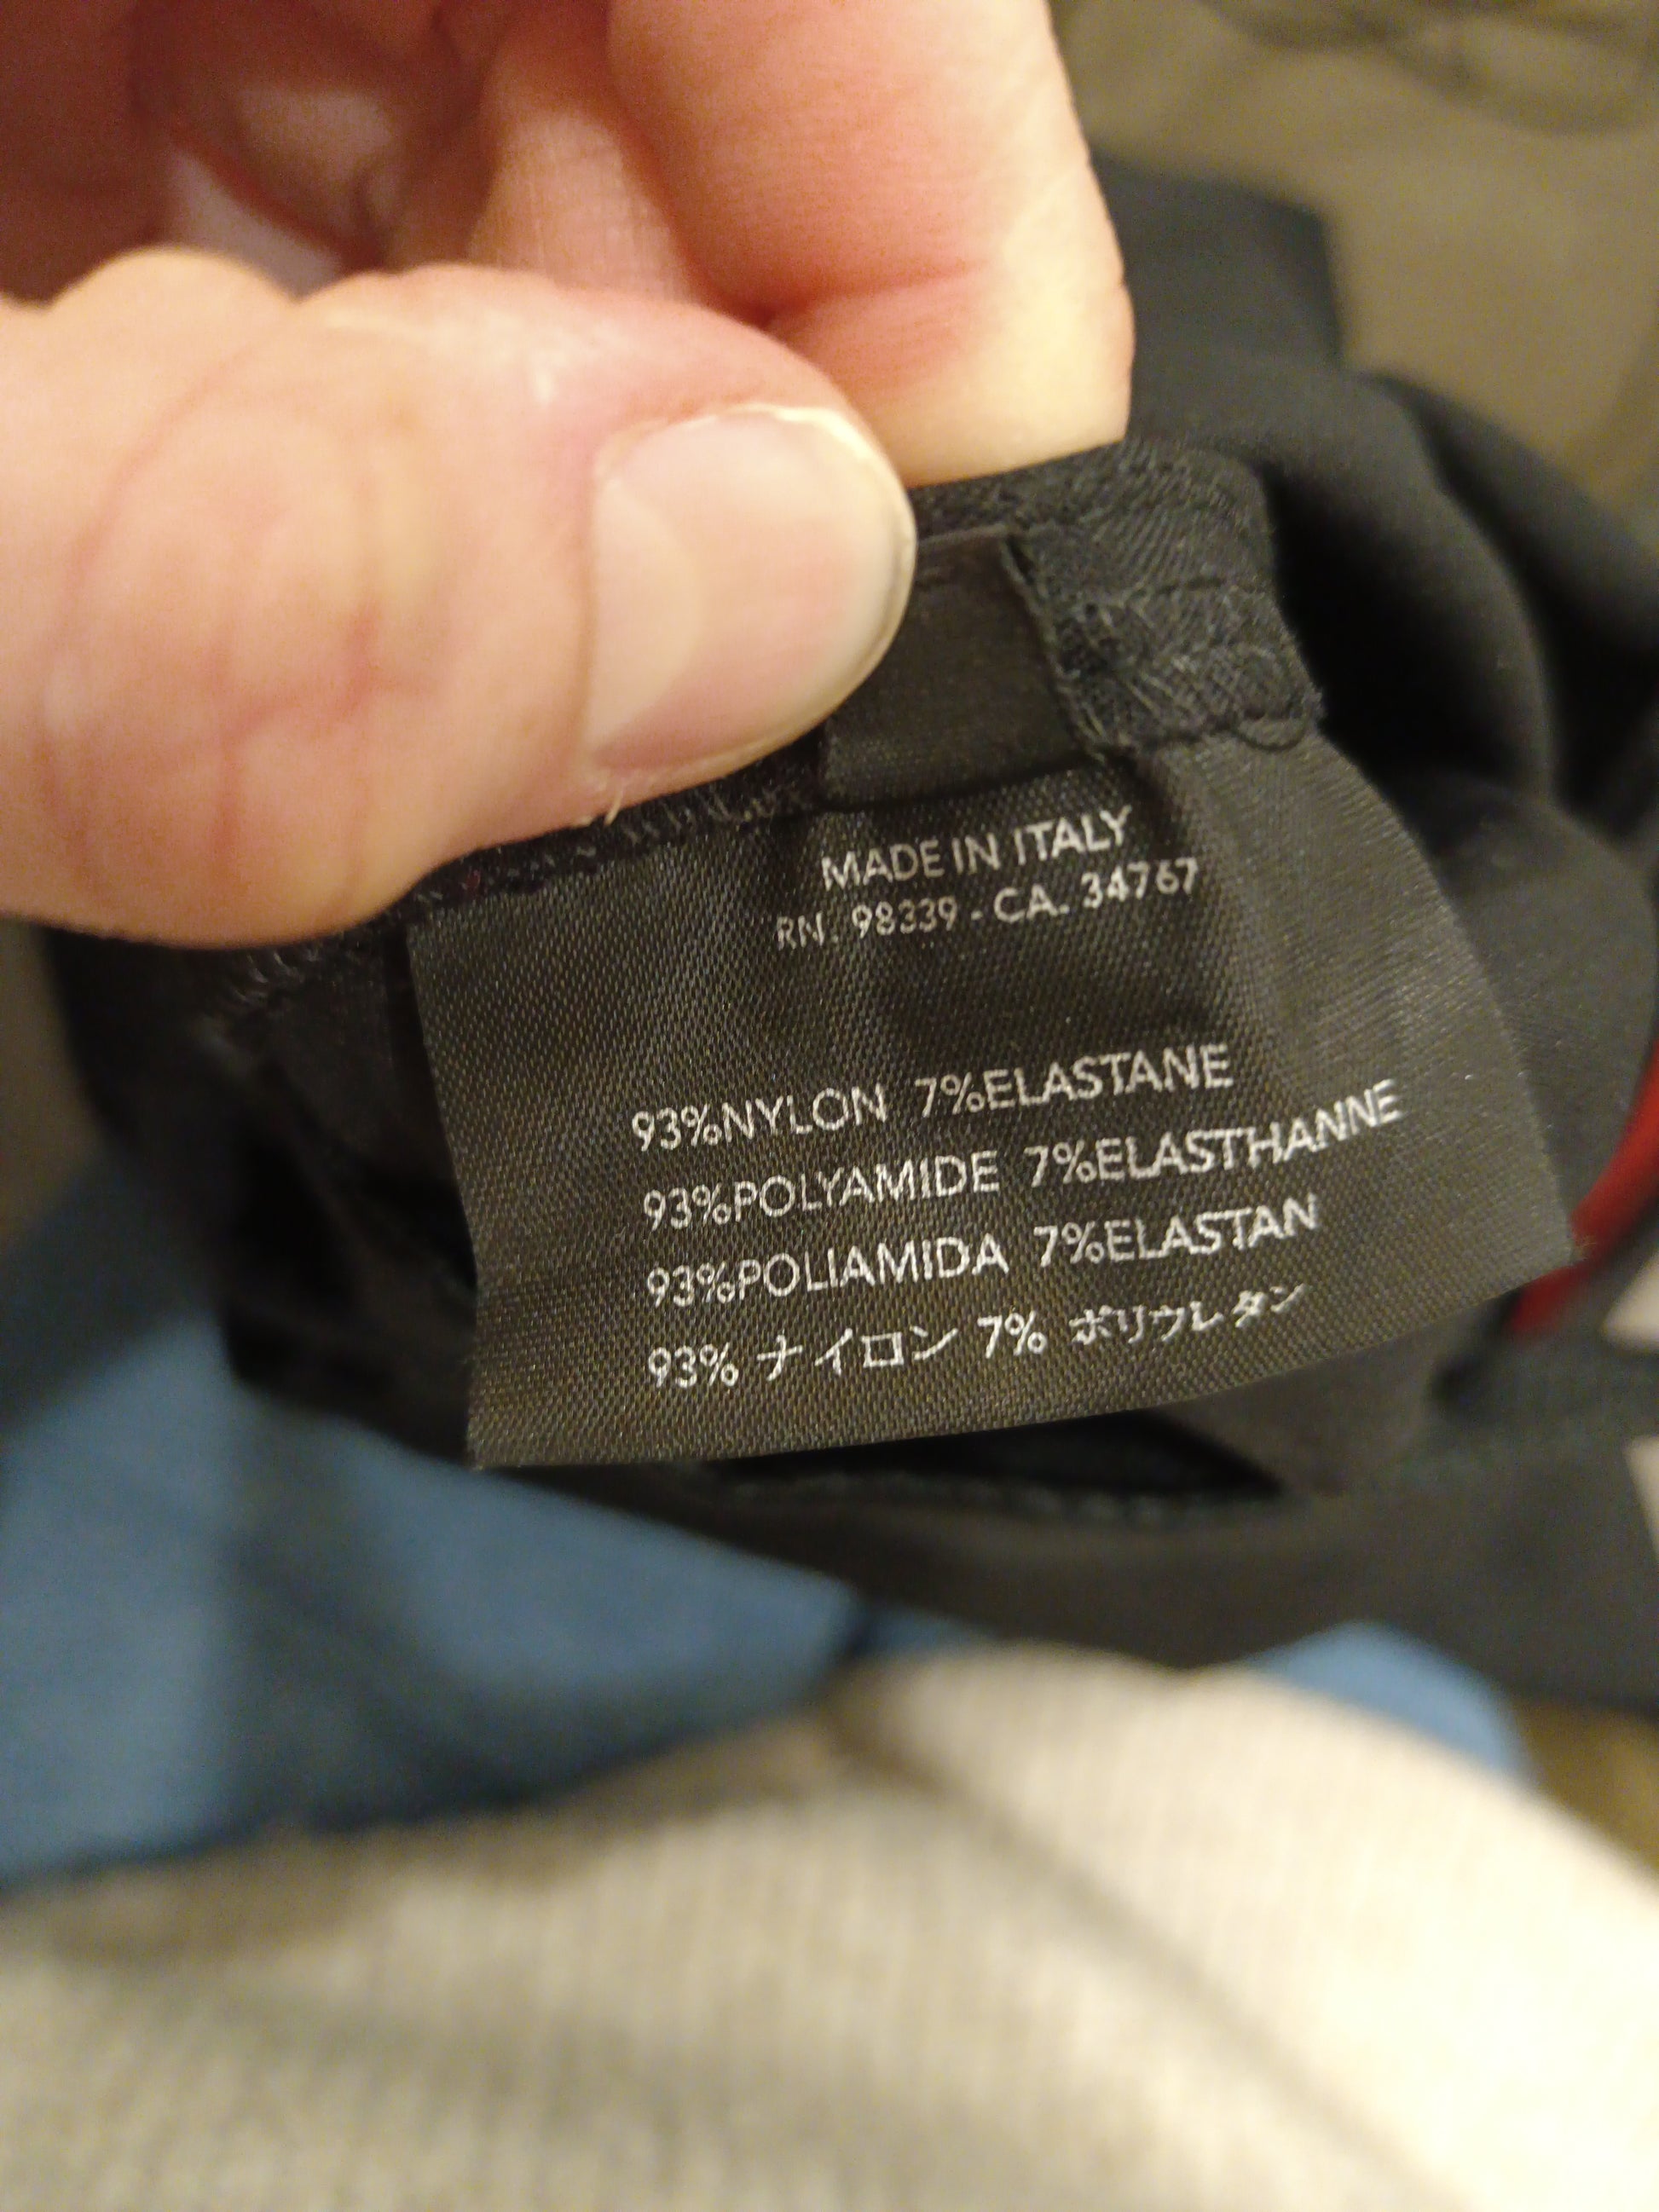 MADE IN ITALY
RN. 98339 - CA. 34767
93%NYLON 7%ELASTANE
93%POLYAMIDE 7%ELASTHANNE
93%POLIAMIDA 7%ELASTAN
93% ナイロン 7% ポリウレタン